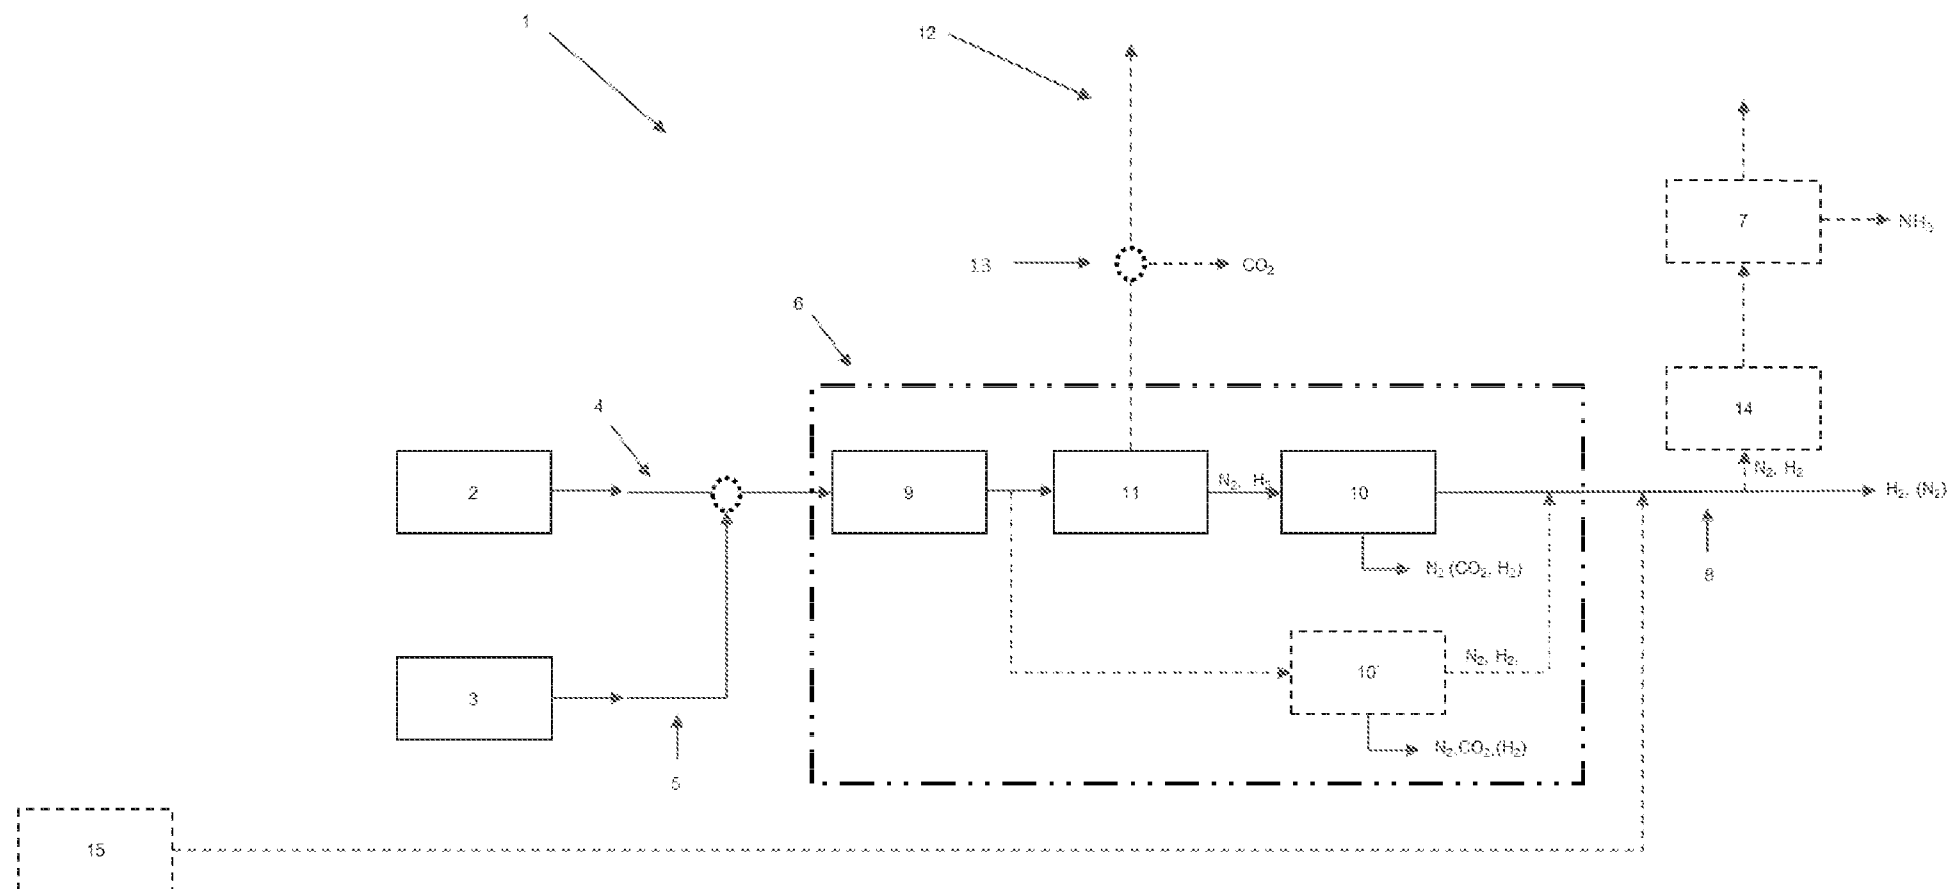 1
12
7
NH₃
13
CO₂
6
4
14
N₂, H₂
2
9
11
N₂, H₂
10
H₂, (N₂)
N₂ (CO₂, H₂)
8
3
10'
N₂, H₂,
N₂,CO₂,(H₂)
5
15